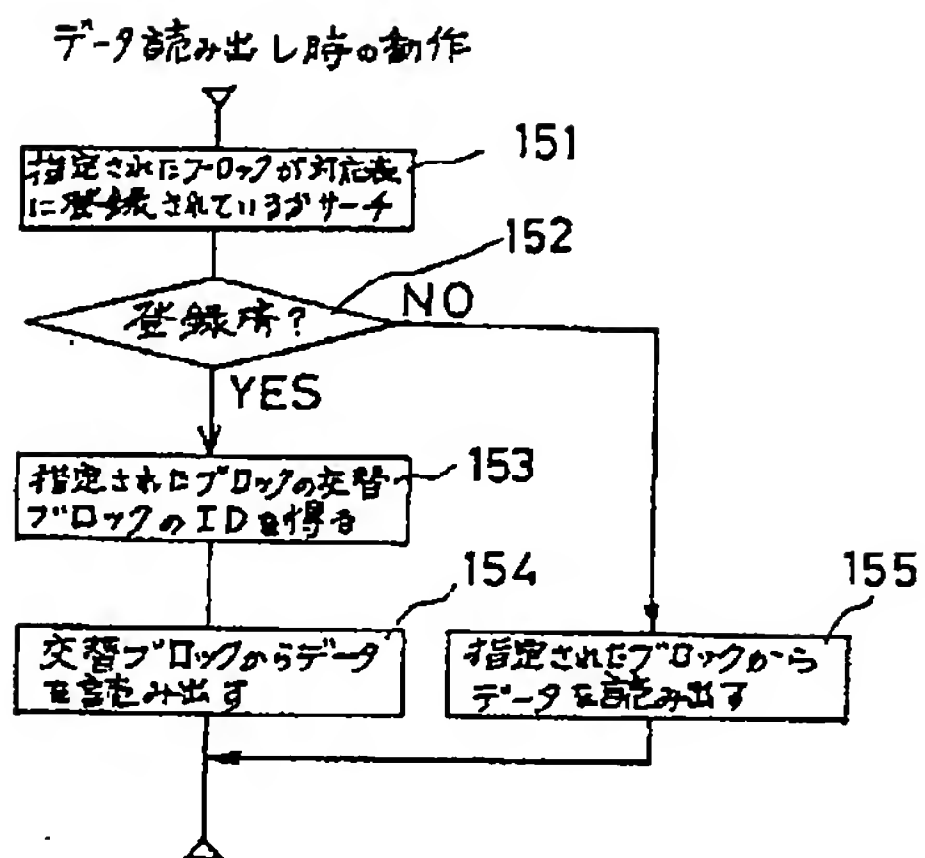 データ読み出し時の動作
151
指定されたブロックが対応表
に登録されているかサーチ
152
登録済?
NO
YES
153
指定されたブロックの交替
ブロックのIDを得る
154
交替ブロックからデータ
を読み出す
155
指定されたブロックから
データを読み出す